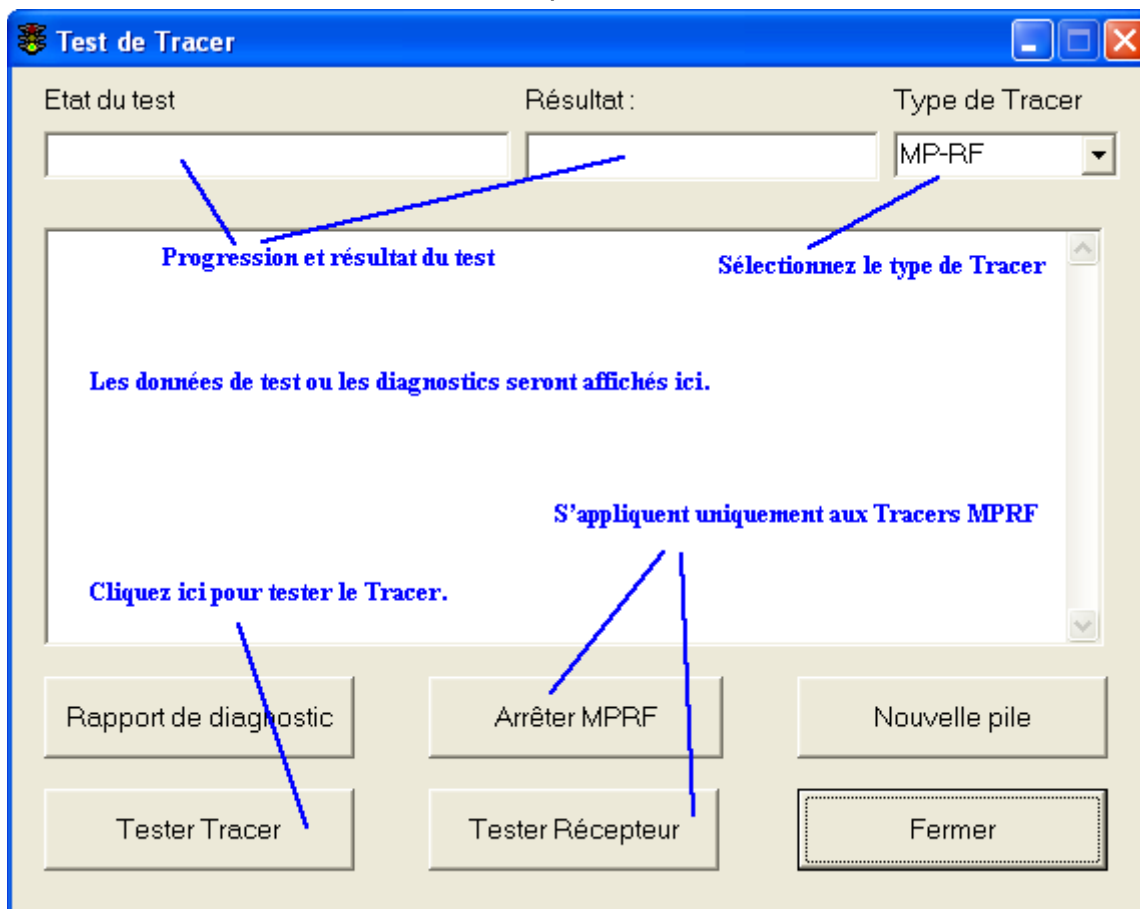 Test de Tracer
Etat du test
Résultat :
Type de Tracer
MP-RF
Progression et résultat du test
Sélectionnez le type de Tracer
Les données de test ou les diagnostics seront affichés ici.
S'appliquent uniquement aux Tracers MPRF
Cliquez ici pour tester le Tracer.
Rapport de diagnostic
Arrêter MPRF
Nouvelle pile
Tester Tracer
Tester Récepteur
Fermer